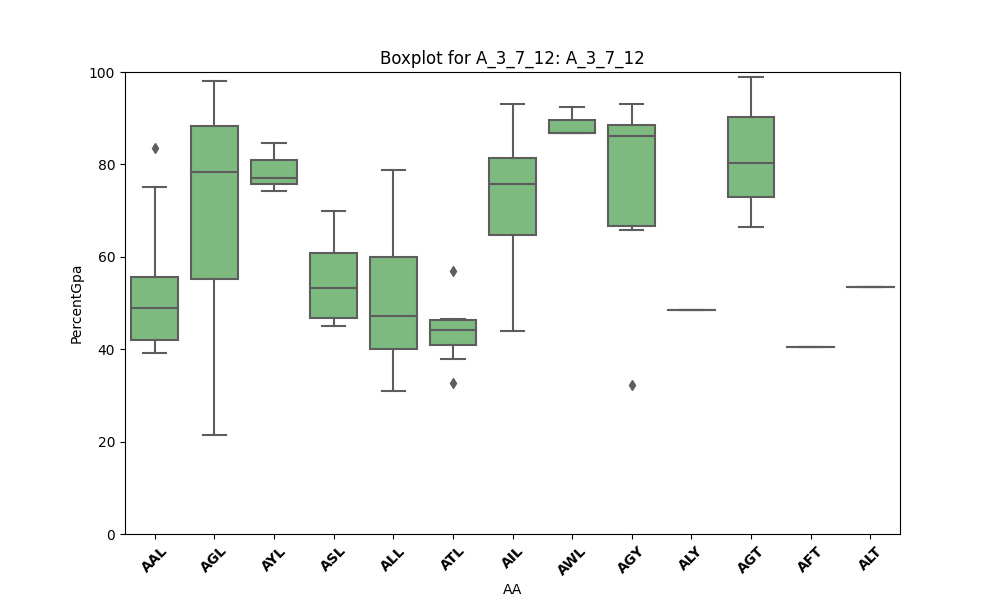 Boxplot for A_3_7_12: A_3_7_12
100
80
60
40
20
0
PercentGpa
AAL AGL AYL ASL ALL ATL AIL AWL AGY ALY AGT AFT ALT
AA